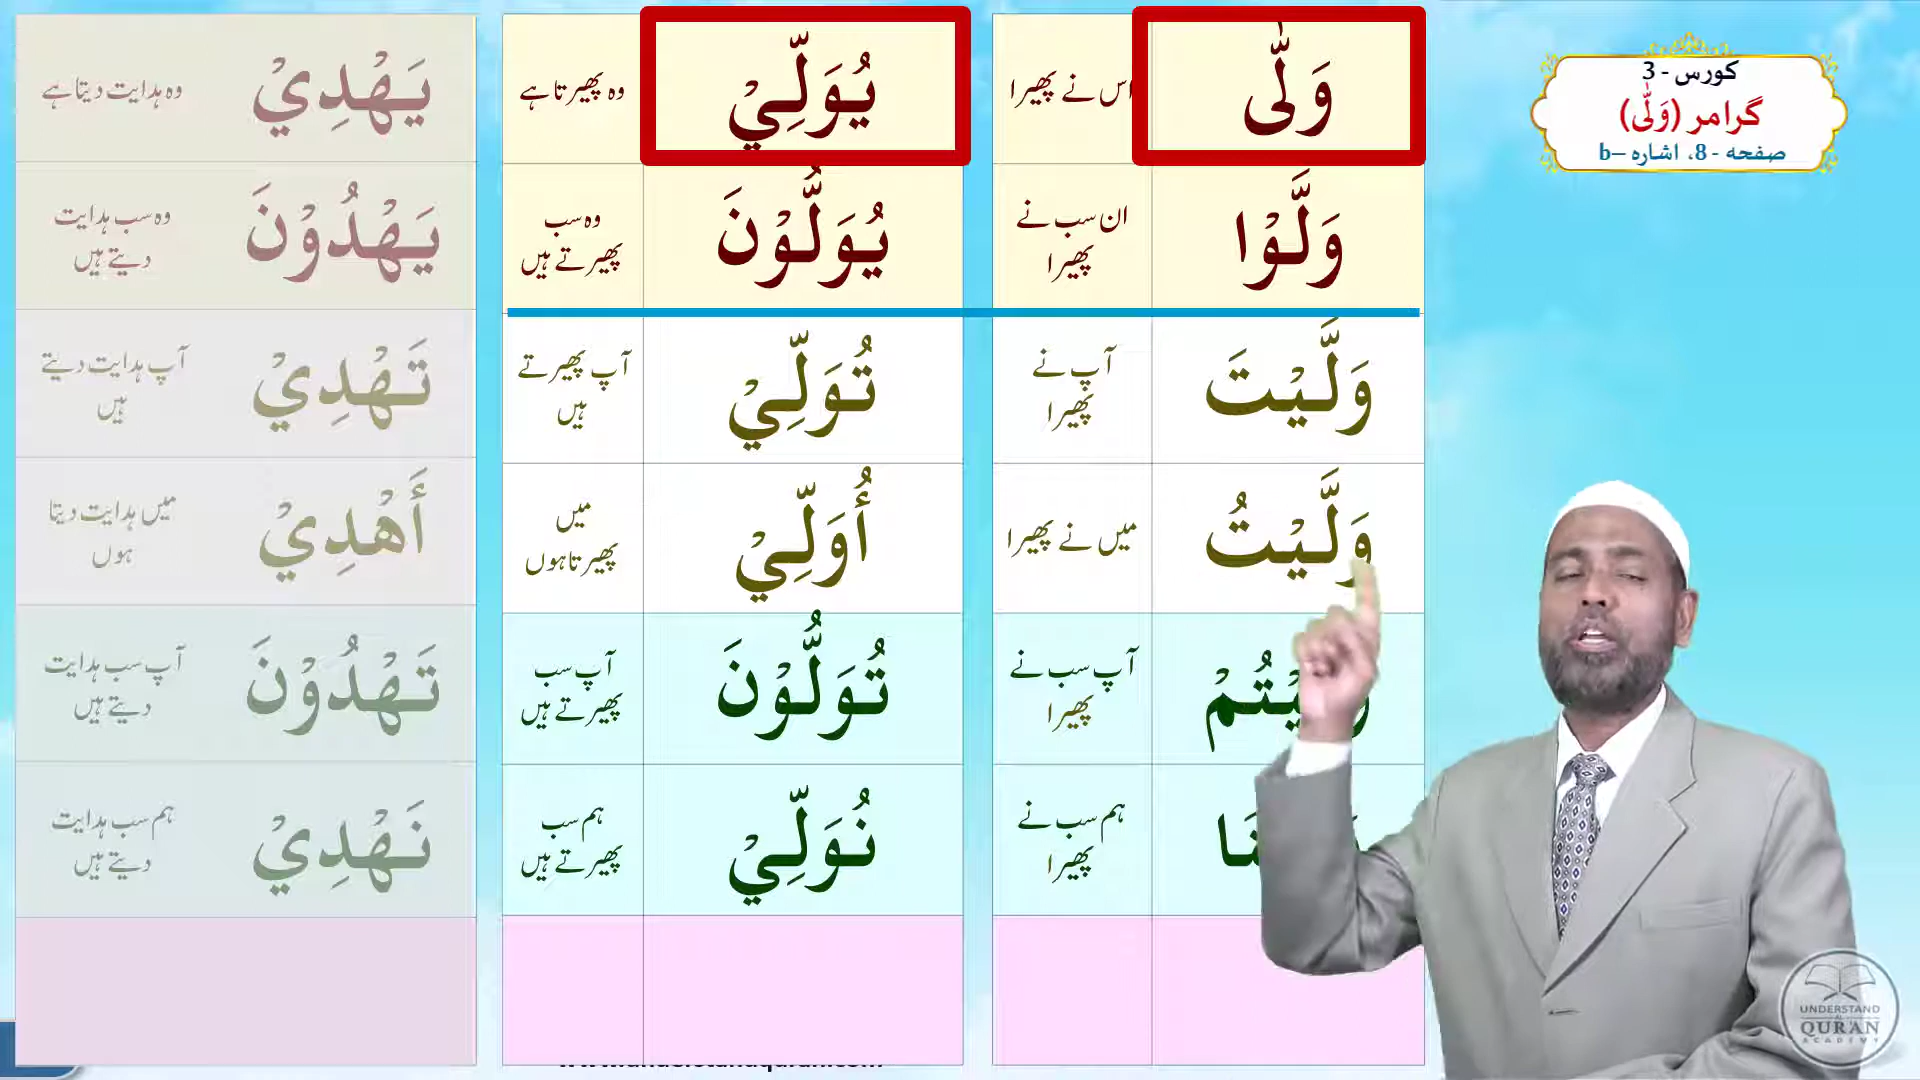 کورس - 3
گرامر (وَلّٰى)
صفحہ - 8، اشارہ –b
وَلّٰى
اس نے پھیرا
يُوَلِّيْ
وہ پھیرتا ہے
يَهْدِيْ
وہ ہدایت دیتا ہے
وَلَّوْا
ان سب نے
پھیرا
يُوَلُّوْنَ
وہ سب
پھیرتے ہیں
يَهْدُوْنَ
وہ سب ہدایت
دیتے ہیں
وَلَّيْتَ
آپ نے
پھیرا
تُوَلِّيْ
آپ پھیرتے
ہیں
تَهْدِيْ
آپ ہدایت دیتے
ہیں
وَلَّيْتُ
میں نے پھیرا
أُوَلِّيْ
میں
پھیرتا ہوں
أَهْدِيْ
میں ہدایت دیتا
ہوں
آپ سب نے
پھیرا
تُوَلُّوْنَ
آپ سب
پھیرتے ہیں
تَهْدُوْنَ
آپ سب ہدایت
دیتے ہیں
ہم سب نے
پھیرا
نُوَلِّيْ
ہم سب
پھیرتے ہیں
نَهْدِيْ
ہم سب ہدایت
دیتے ہیں
UNDERSTAND
AL
QURAN
ACADEMY